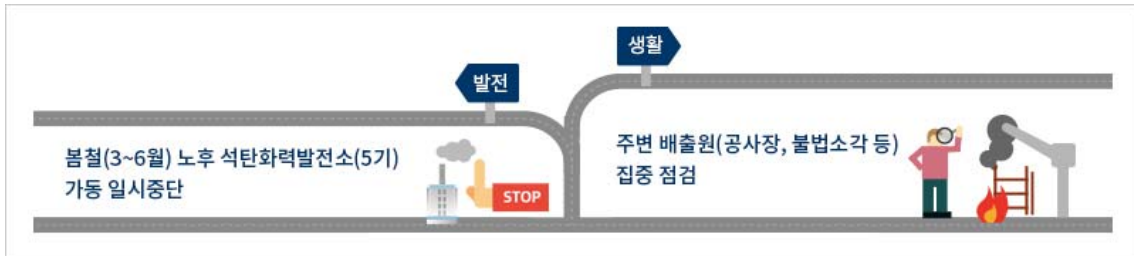 발전
봄철(3~6월) 노후 석탄화력발전소(5기)
가동 일시중단
STOP
생활
주변 배출원(공사장, 불법소각 등)
집중 점검